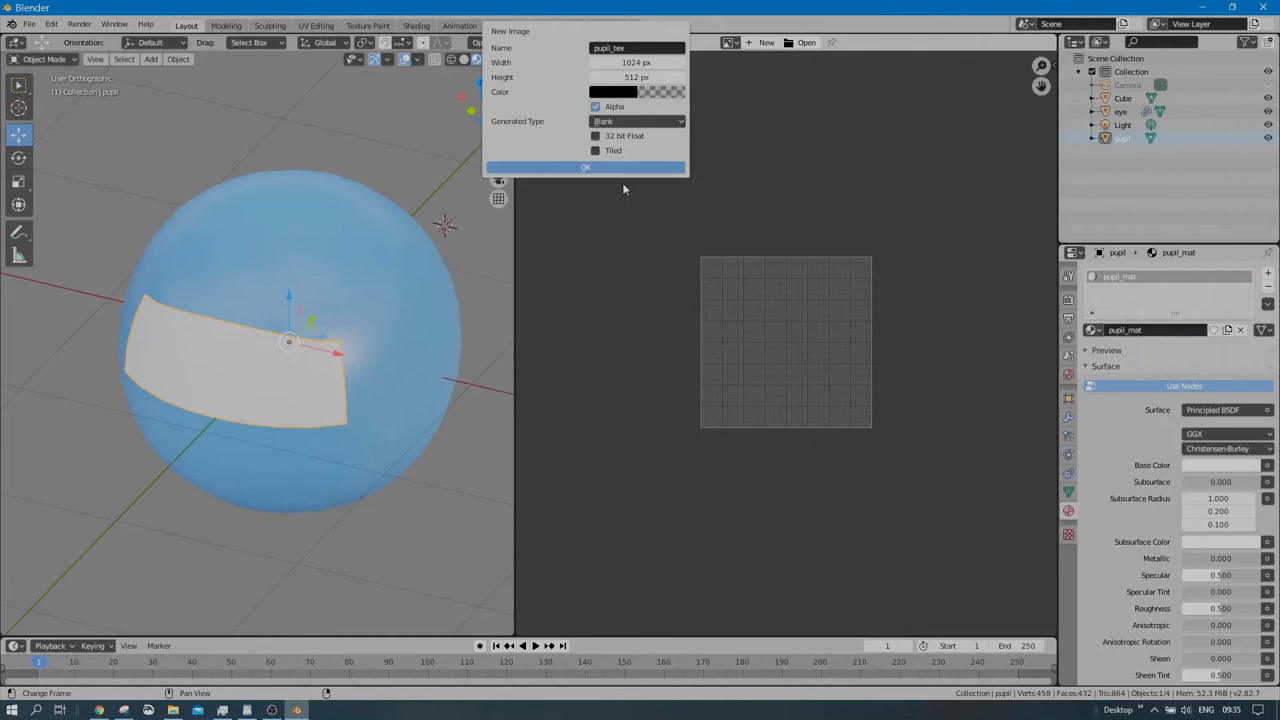 Blender
File Edit Render Window Help Layout Modeling Sculpting UV Editing Texture Paint Shading Animation Scene View Layer
Orientation: Default Drag: Select Box Global
Object Mode View Select Add Object New Open
User Orthographic
(1) Collection | pupil
New Image
Name pupil_tex
Width 1024 px
Height 512 px
Color
Alpha
Generated Type Blank
32 bit Float
Tiled
OK
Scene Collection
Collection
Camera
Cube
eye
Light
pupil
pupil pupil_mat
pupil_mat
pupil_mat
Preview
Surface
Use Nodes
Surface Principled BSDF
GGX
Christensen-Burley
Base Color
Subsurface 0.000
Subsurface Radius 1.000
0.200
0.100
Subsurface Color
Metallic 0.000
Specular 0.500
Specular Tint 0.000
Roughness 0.500
Anisotropic 0.000
Anisotropic Rotation 0.000
Sheen 0.000
Sheen Tint 0.500
Playback Keying View Marker 1 Start 1 End 250
1 10 20 30 40 50 60 70 80 90 100 110 120 130 140 150 160 170 180 190 200 210 220 230 240 250
Change Frame Pan View Collection | pupil | Verts:458 | Faces:432 | Tris:864 | Objects:1/4 | Mem: 52.3 MiB | v2.82.7
Desktop ENG 09:35